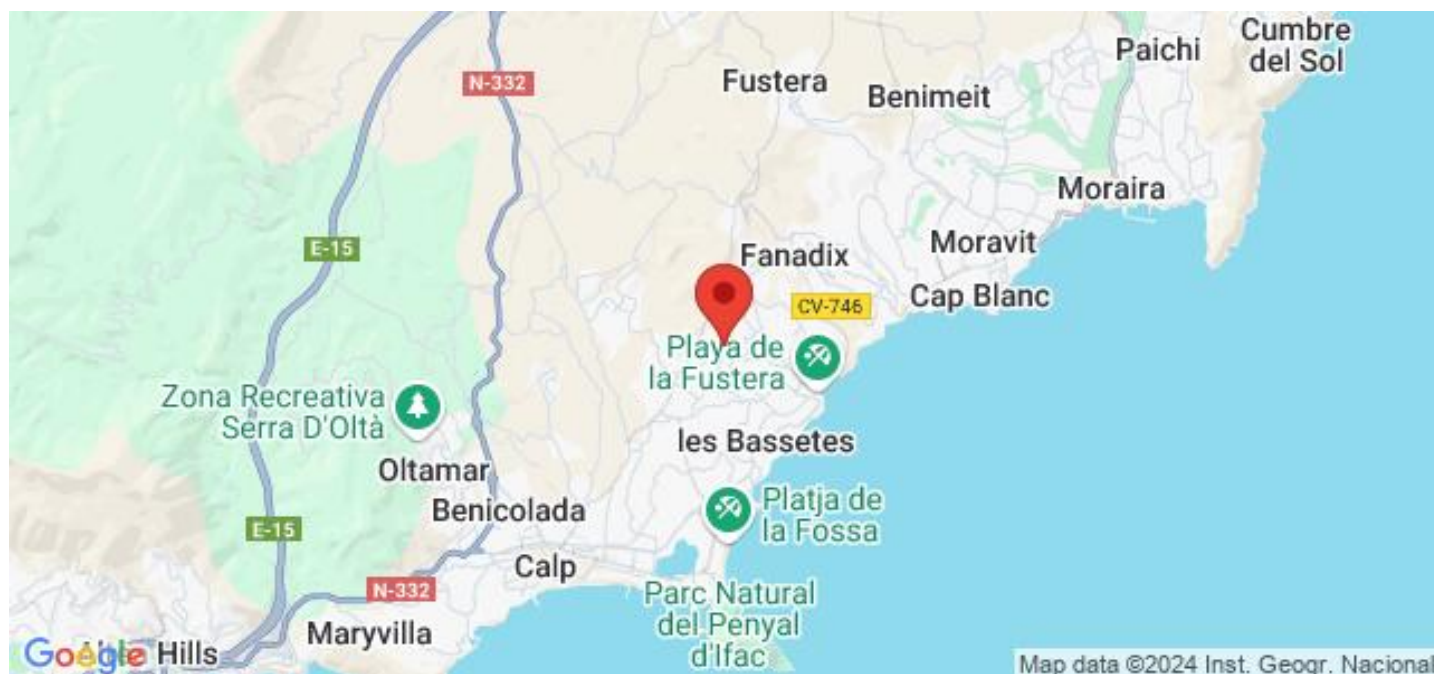 Cumbre
del Sol
Paichi
Fustera
Benimeit
N-332
Moraira
E-15
Fanadix
Moravit
Cap Blanc
CV-746
Playa de
la Fustera
Zona Recreativa
Serra D'Oltà
les Bassetes
Oltamar
Benicolada
Platja de
la Fossa
E-15
Calp
N-332
Parc Natural
del Penyal
d'Ifac
Maryvilla
Google
Hills
Map data ©2024 Inst. Geogr. Nacional